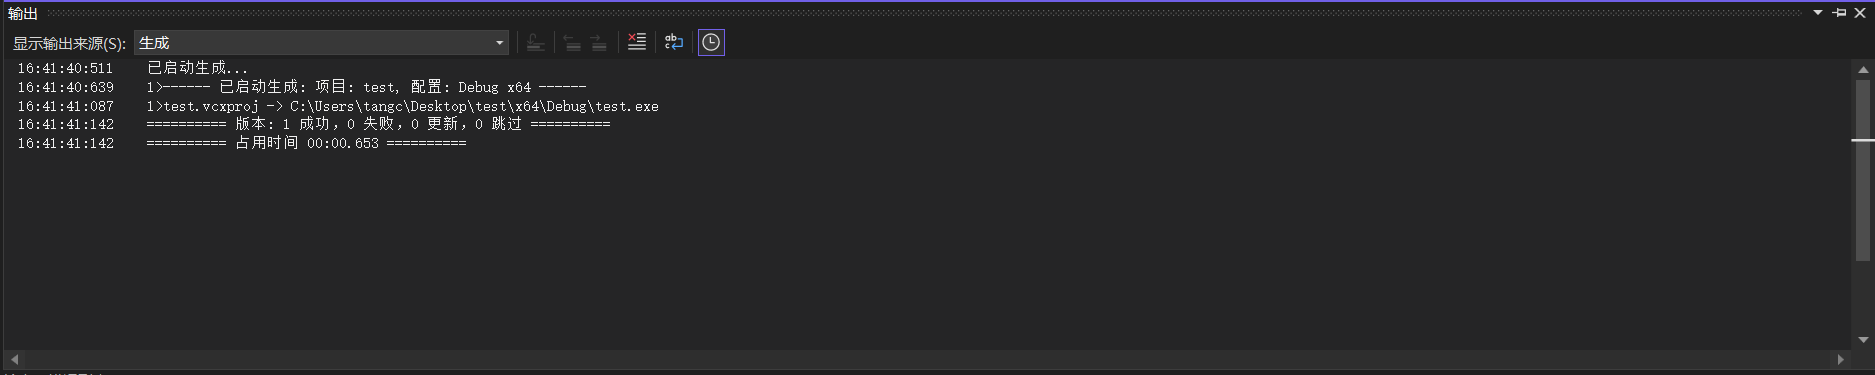 输出
显示输出来源(S): 生成
16:41:40:511 已启动生成...
16:41:40:639 1>------ 已启动生成: 项目: test, 配置: Debug x64 ------
16:41:41:087 1>test.vcxproj -> C:\Users\tangc\Desktop\test\x64\Debug\test.exe
16:41:41:142 ========== 版本: 1 成功，0 失败，0 更新，0 跳过 ==========
16:41:41:142 ========== 占用时间 00:00.653 ==========